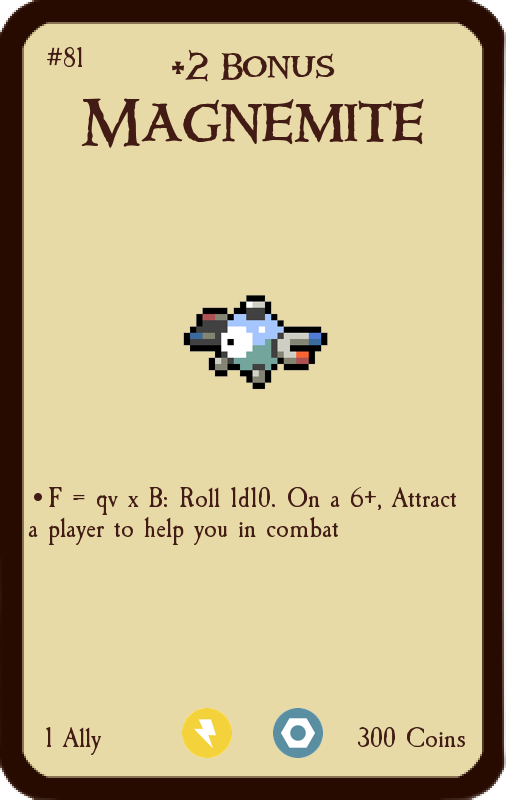 #81
+2 Bonus
Magnemite
•F = qv x B: Roll 1d10. On a 6+, Attract
a player to help you in combat
1 Ally
300 Coins